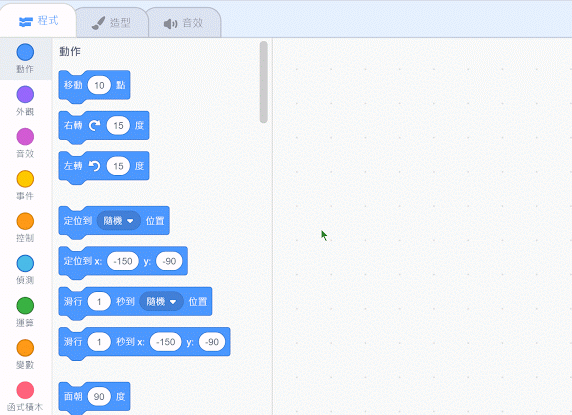 程式
造型
音效
動作
外觀
音效
事件
控制
偵測
運算
變數
函式積木
動作
移動 10 點
右轉 15 度
左轉 15 度
定位到 隨機 位置
定位到 x: -150 y: -90
滑行 1 秒到 隨機 位置
滑行 1 秒到 x: -150 y: -90
面朝 90 度